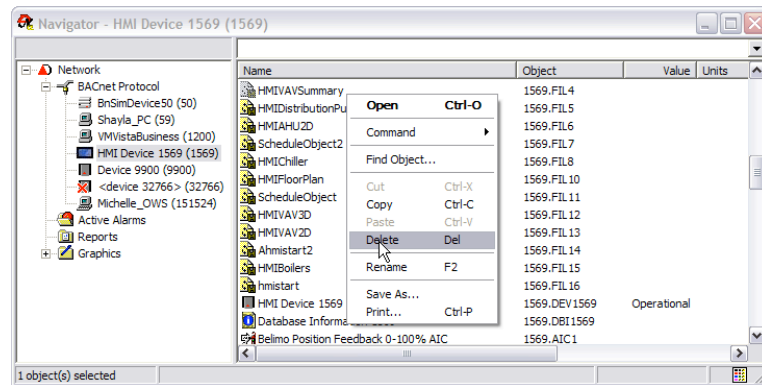 Navigator - HMI Device 1569 (1569)
Network
BACnet Protocol
BnSimDevice50 (50)
Shayla_PC (59)
VMVistaBusiness (1200)
HMI Device 1569 (1569)
Device 9900 (9900)
<device 32766> (32766)
Michelle_OWS (151524)
Active Alarms
Reports
Graphics
Name Object Value Units
HMIVAVSummary 1569.FIL4
HMIDistributionPu 1569.FIL5
HMIAHU2D 1569.FIL6
ScheduleObject2 1569.FIL7
HMIChiller 1569.FIL8
HMIFloorPlan 1569.FIL10
ScheduleObject 1569.FIL11
HMIVAV3D 1569.FIL12
HMIVAV2D 1569.FIL13
Ahmistart2 1569.FIL14
HMIBoilers 1569.FIL15
hmistart 1569.FIL16
HMI Device 1569 1569.DEV1569 Operational
Database Informa 1569.DBI1569
Belimo Position Feedback 0-100% AIC 1569.AIC1
Open Ctrl-O
Command
Find Object...
Cut Ctrl-X
Copy Ctrl-C
Paste Ctrl-V
Delete Del
Rename F2
Save As...
Print... Ctrl-P
1 object(s) selected